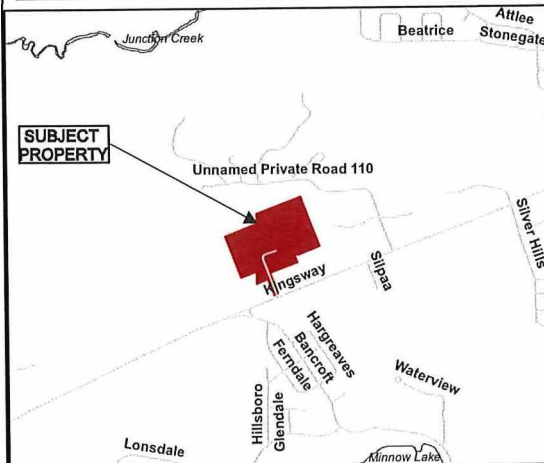 Attlee
Beatrice
Stonegate
Junction Creek
SUBJECT
PROPERTY
Unnamed Private Road 110
Silver Hills
Silpaa
Kingsway
Hargreaves
Bancroft
Ferndale
Waterview
Hillsboro
Glendale
Lonsdale
Minnow Lake